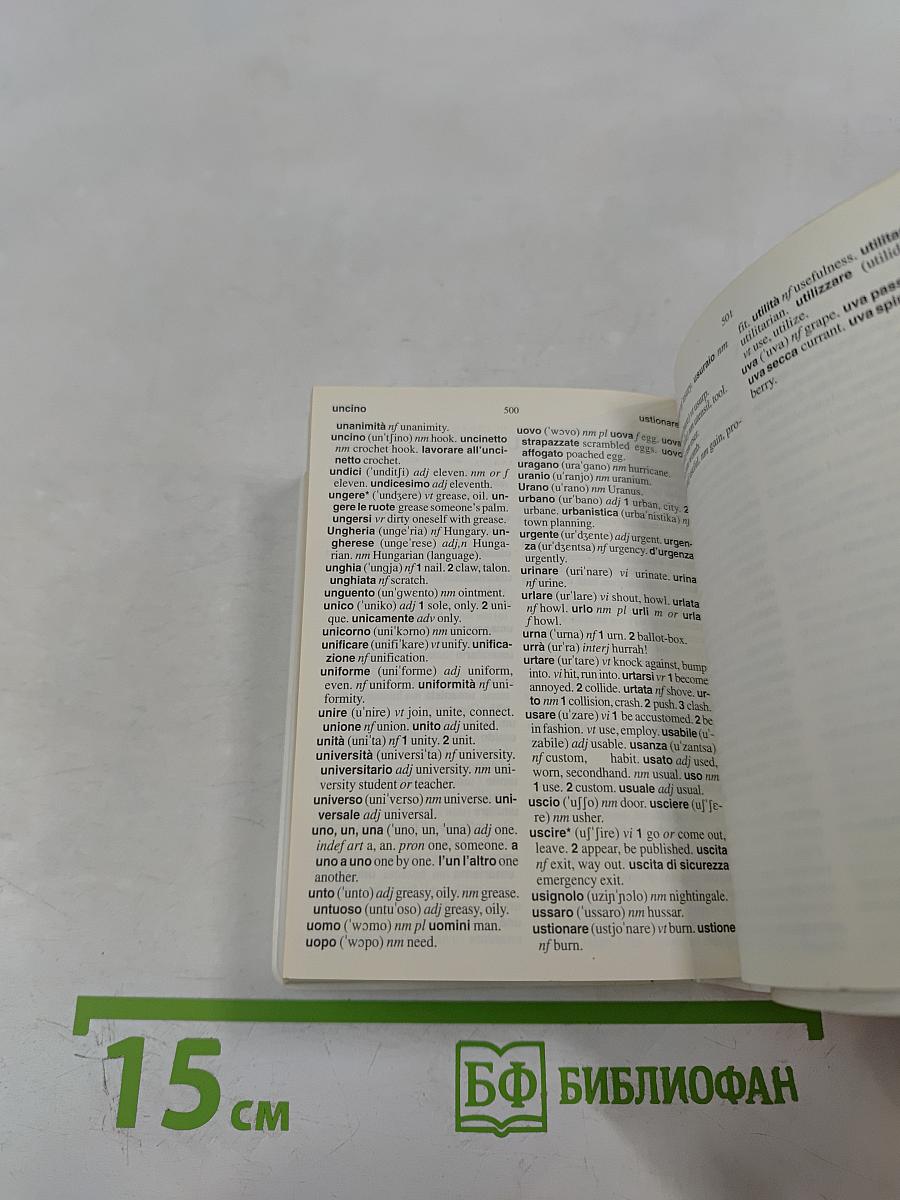 uncino 500 ustionare
unanimità nf unanimity.
uncino (un'tʃino) nm hook. uncinetto
nm crochet hook. lavorare all'unci-
netto crochet.
undici ('unditʃi) adj eleven. nm or f
eleven. undicesimo adj eleventh.
ungere* ('undʒere) vt grease, oil. un-
gere le ruote grease someone's palm.
ungersi vr dirty oneself with grease.
Ungheria (unge'ria) nf Hungary. un-
gherese (unge'rese) adj,n Hunga-
rian. nm Hungarian (language).
unghia ('ungja) nf 1 nail. 2 claw, talon.
unghiata nf scratch.
unguento (un'gwento) nm ointment.
unico ('uniko) adj 1 sole, only. 2 uni-
que. unicamente adv only.
unicorno (uni'kɔrno) nm unicorn.
unificare (unifi'kare) vt unify. unifica-
zione nf unification.
uniforme (uni'forme) adj uniform,
even. nf uniform. uniformità nf uni-
formity.
unire (u'nire) vt join, unite, connect.
unione nf union. unito adj united.
unità (uni'ta) nf 1 unity. 2 unit.
università (universi'ta) nf university.
universitario adj university. nm uni-
versity student or teacher.
universo (uni'vɛrso) nm universe. uni-
versale adj universal.
uno, un, una ('uno, un, 'una) adj one.
indef art a, an. pron one, someone. a
uno a uno one by one. l'un l'altro one
another.
unto ('unto) adj greasy, oily. nm grease.
untuoso (untu'oso) adj greasy, oily.
uomo ('wɔmo) nm pl uomini man.
uopo ('wɔpo) nm need.
uovo ('wɔvo) nm pl uova f egg. uova
strapazzate scrambled eggs. uovo
affogato poached egg.
uragano (ura'gano) nm hurricane.
uranio (u'ranjo) nm uranium.
Urano (u'rano) nm Uranus.
urbano (ur'bano) adj 1 urban, city. 2
urbane. urbanistica (urba'nistika) nf
town planning.
urgente (ur'dʒente) adj urgent. urgen-
za (ur'dʒentsa) nf urgency. d'urgenza
urgently.
urinare (uri'nare) vi urinate. urina
nf urine.
urlare (ur'lare) vi shout, howl. urlata
nf howl. urlo nm pl urli m or urla
f howl.
urna ('urna) nf 1 urn. 2 ballot-box.
urrà (ur'ra) interj hurrah!
urtare (ur'tare) vt knock against, bump
into. vi hit, run into. urtarsi vr 1 become
annoyed. 2 collide. urtata nf shove. ur-
to nm 1 collision, crash. 2 push. 3 clash.
usare (u'zare) vi 1 be accustomed. 2 be
in fashion. vt use, employ. usabile (u'-
zabile) adj usable. usanza (u'zantsa)
nf custom, habit. usato adj used,
worn, secondhand. nm usual. uso nm
1 use. 2 custom. usuale adj usual.
uscio ('uʃʃo) nm door. usciere (uʃ'ʃɛ-
re) nm usher.
uscire* (uʃ'ʃire) vi 1 go or come out,
leave. 2 appear, be published. uscita
nf exit, way out. uscita di sicurezza
emergency exit.
usignolo (uziɲ'ɲɔlo) nm nightingale.
ussaro ('ussaro) nm hussar.
ustionare (ustjo'nare) vt burn. ustione
nf burn.
501
usuraio nm
vt usurp.
nm utensil, tool.
nm gain, pro-
fit. utilità nf usefulness.
utilitarian. utilizzare
vt use, utilize.
uva ('uva) nf grape. uva
uva secca currant. uva
berry.
15 см
БФ БИБЛИОФАН